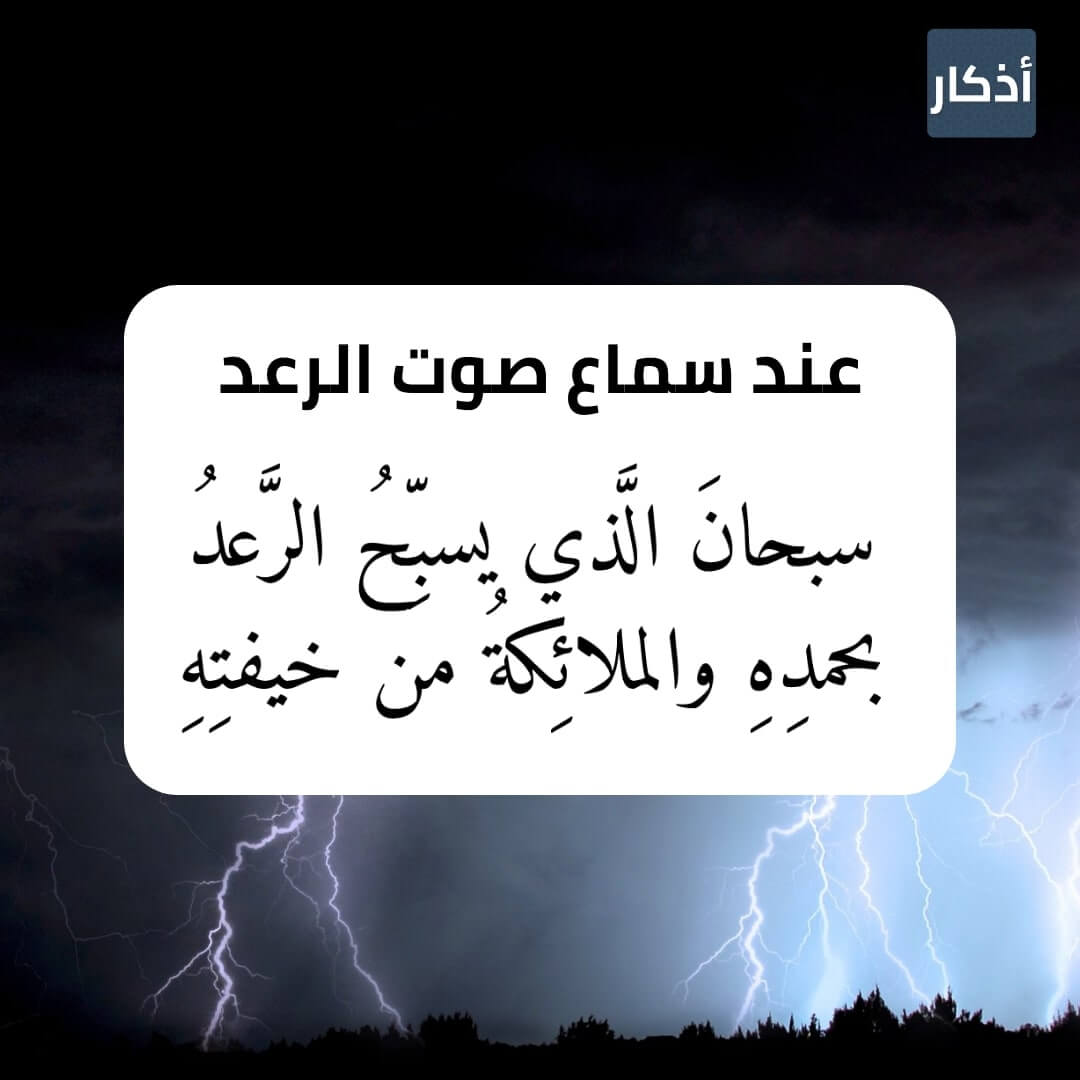 أذكار
عند سماع صوت الرعد
سبحانَ الَّذي يسبّحُ الرَّعدُ
بحمدِهِ والملائِكةُ من خيفتِهِ